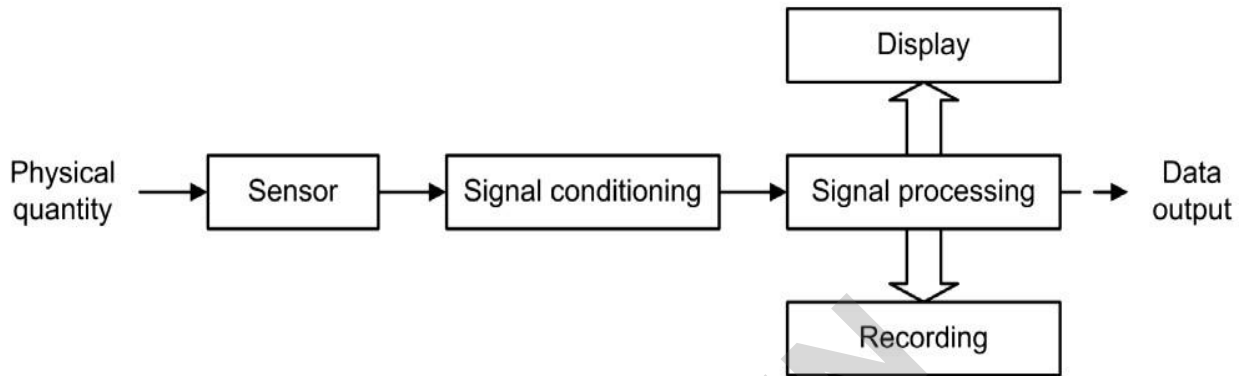 Display
Physical
quantity
Sensor
Signal conditioning
Signal processing
Data
output
Recording